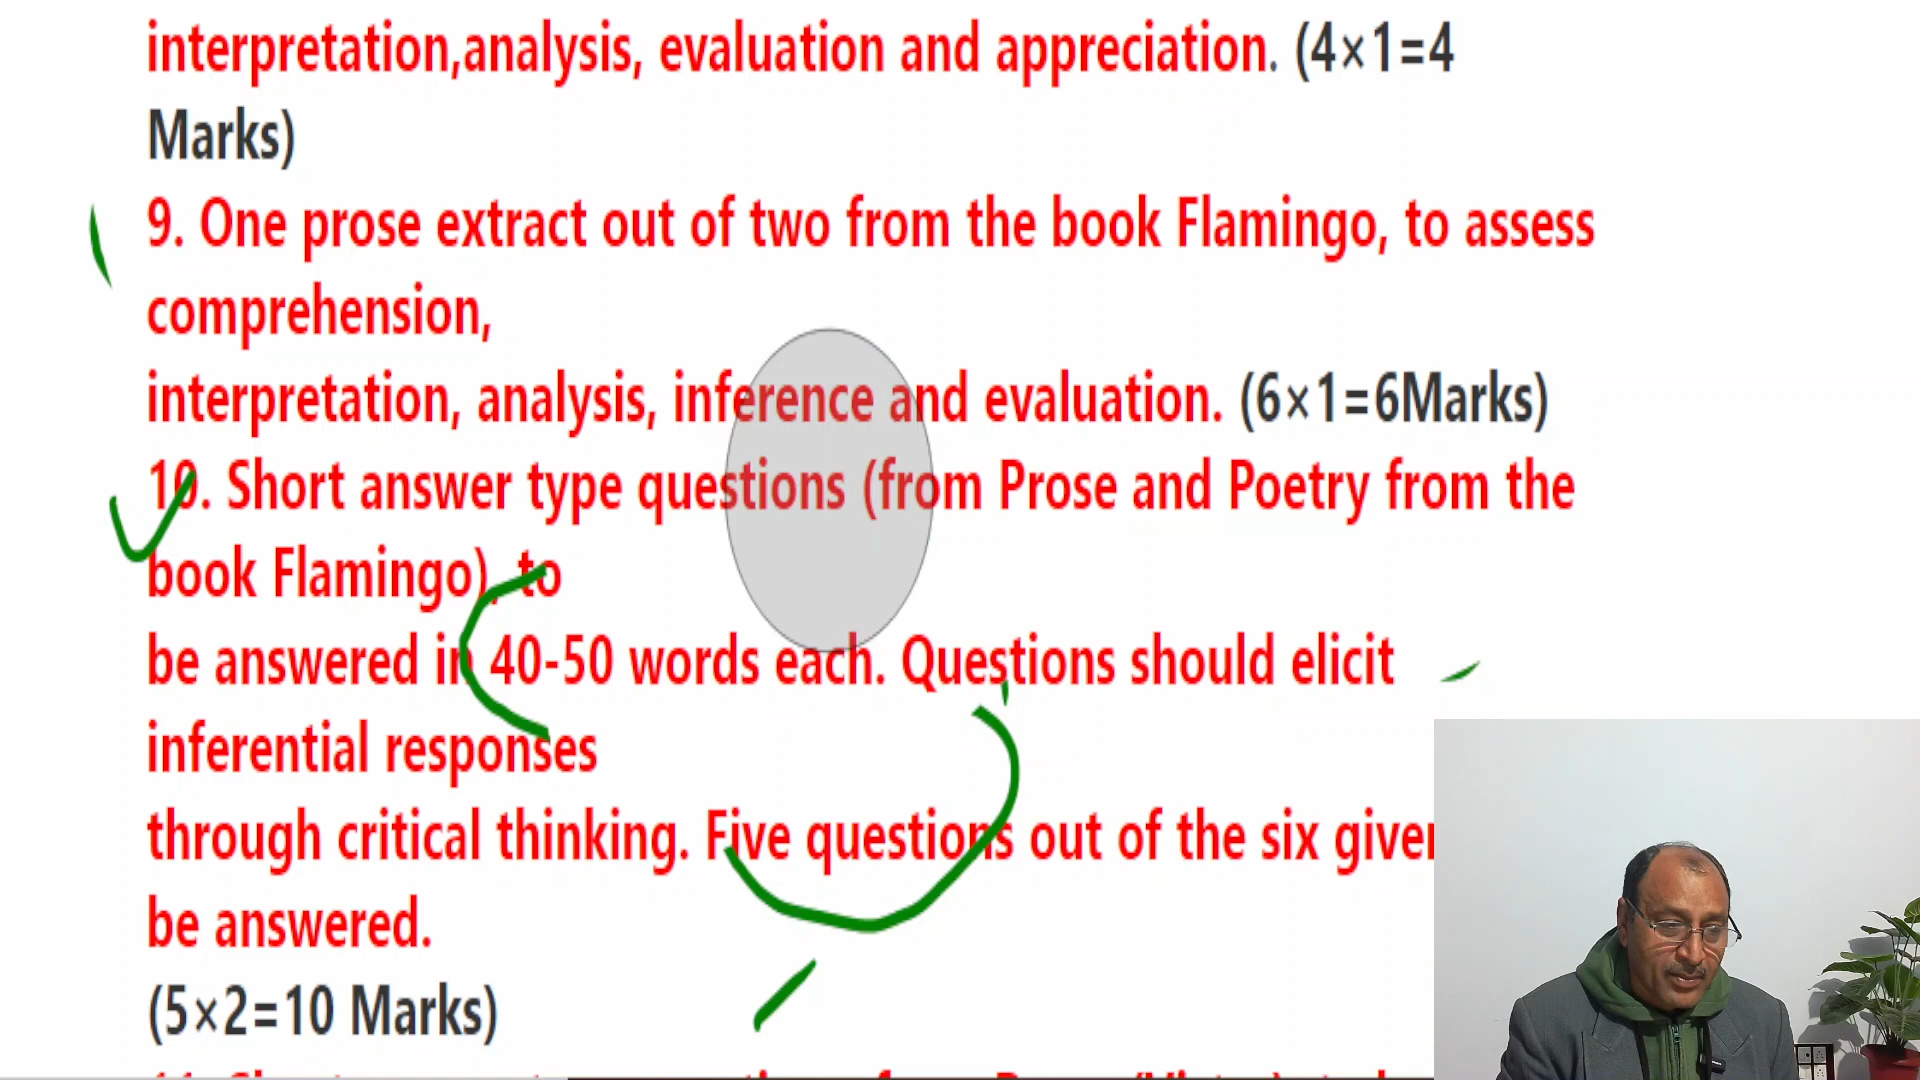 interpretation,analysis, evaluation and appreciation. (4×1=4
Marks)
9. One prose extract out of two from the book Flamingo, to assess
comprehension,
interpretation, analysis, inference and evaluation. (6×1=6Marks)
10. Short answer type questions (from Prose and Poetry from the
book Flamingo), to
be answered in 40-50 words each. Questions should elicit
inferential responses
through critical thinking. Five questions out of the six given
be answered.
(5×2=10 Marks)